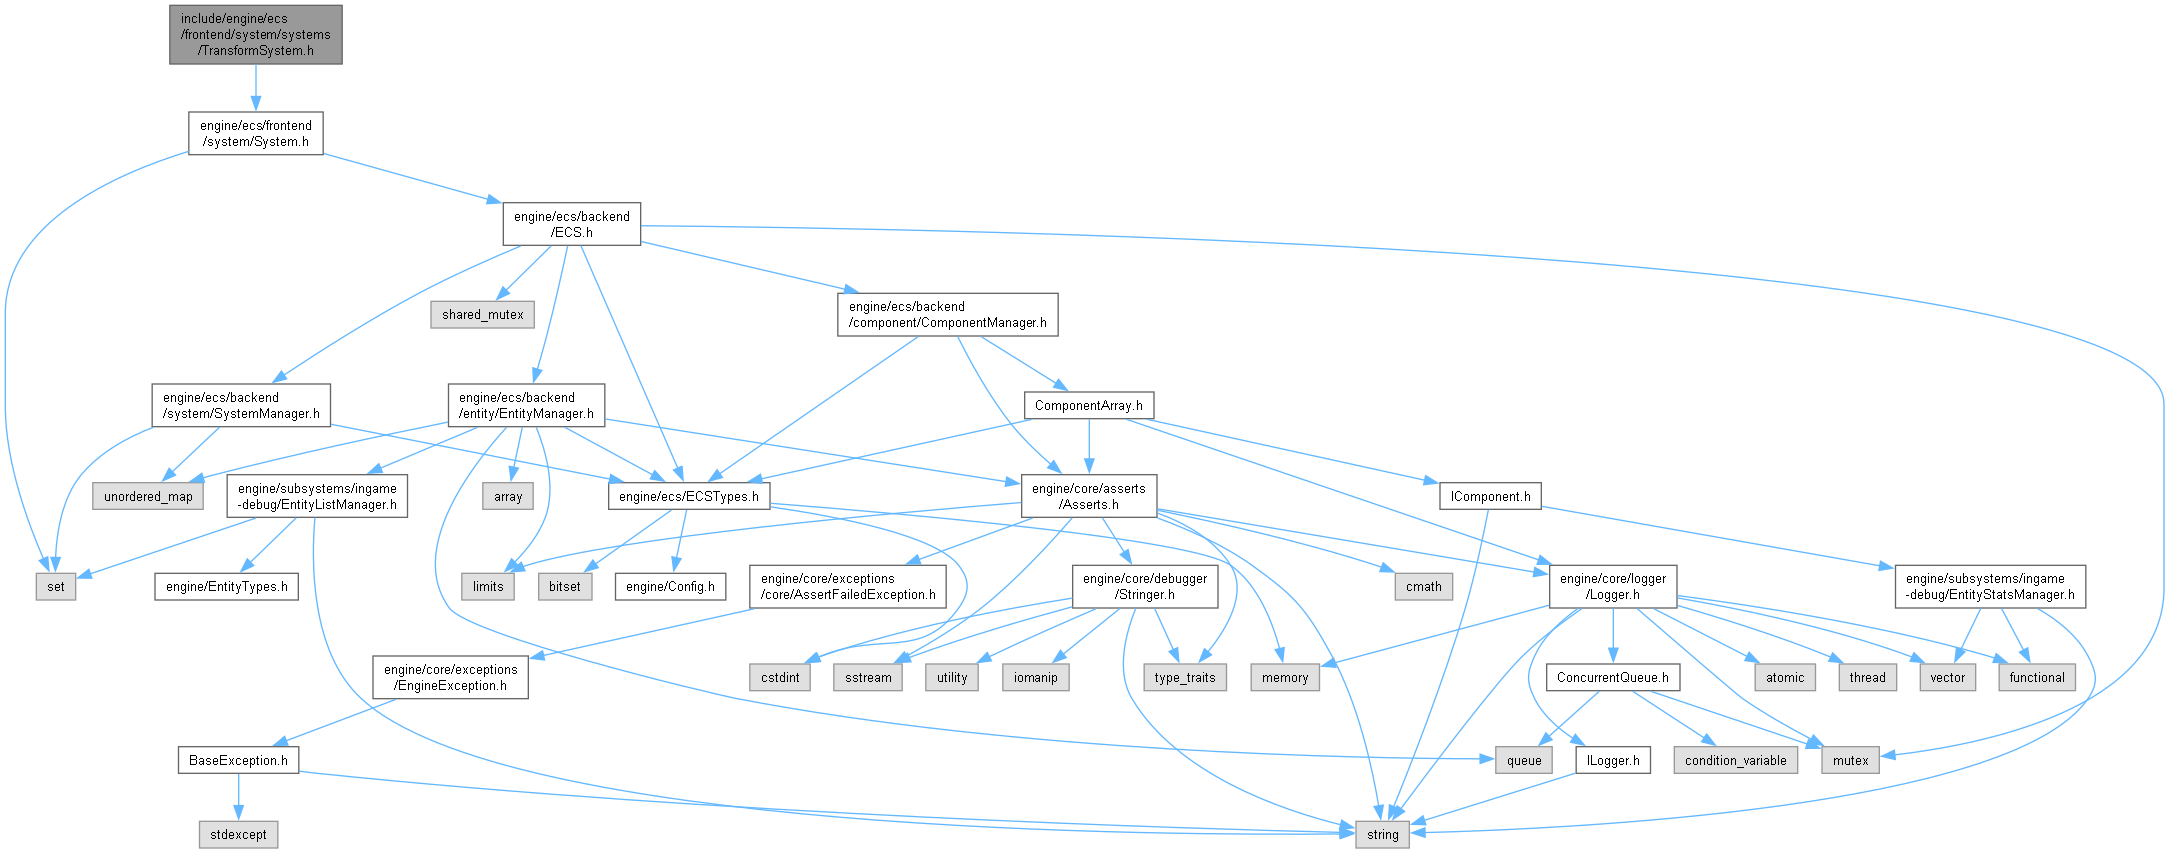 include/engine/ecs
/frontend/system/systems
/TransformSystem.h
engine/ecs/frontend
/system/System.h
engine/ecs/backend
/ECS.h
shared_mutex
engine/ecs/backend
/component/ComponentManager.h
engine/ecs/backend
/system/SystemManager.h
engine/ecs/backend
/entity/EntityManager.h
ComponentArray.h
unordered_map
engine/subsystems/ingame
-debug/EntityListManager.h
array
engine/ecs/ECSTypes.h
engine/core/asserts
/Asserts.h
IComponent.h
set
engine/EntityTypes.h
limits
bitset
engine/Config.h
engine/core/exceptions
/core/AssertFailedException.h
engine/core/debugger
/Stringer.h
cmath
engine/core/logger
/Logger.h
engine/subsystems/ingame
-debug/EntityStatsManager.h
engine/core/exceptions
/EngineException.h
cstdint
sstream
utility
iomanip
type_traits
memory
ConcurrentQueue.h
atomic
thread
vector
functional
BaseException.h
queue
ILogger.h
condition_variable
mutex
stdexcept
string